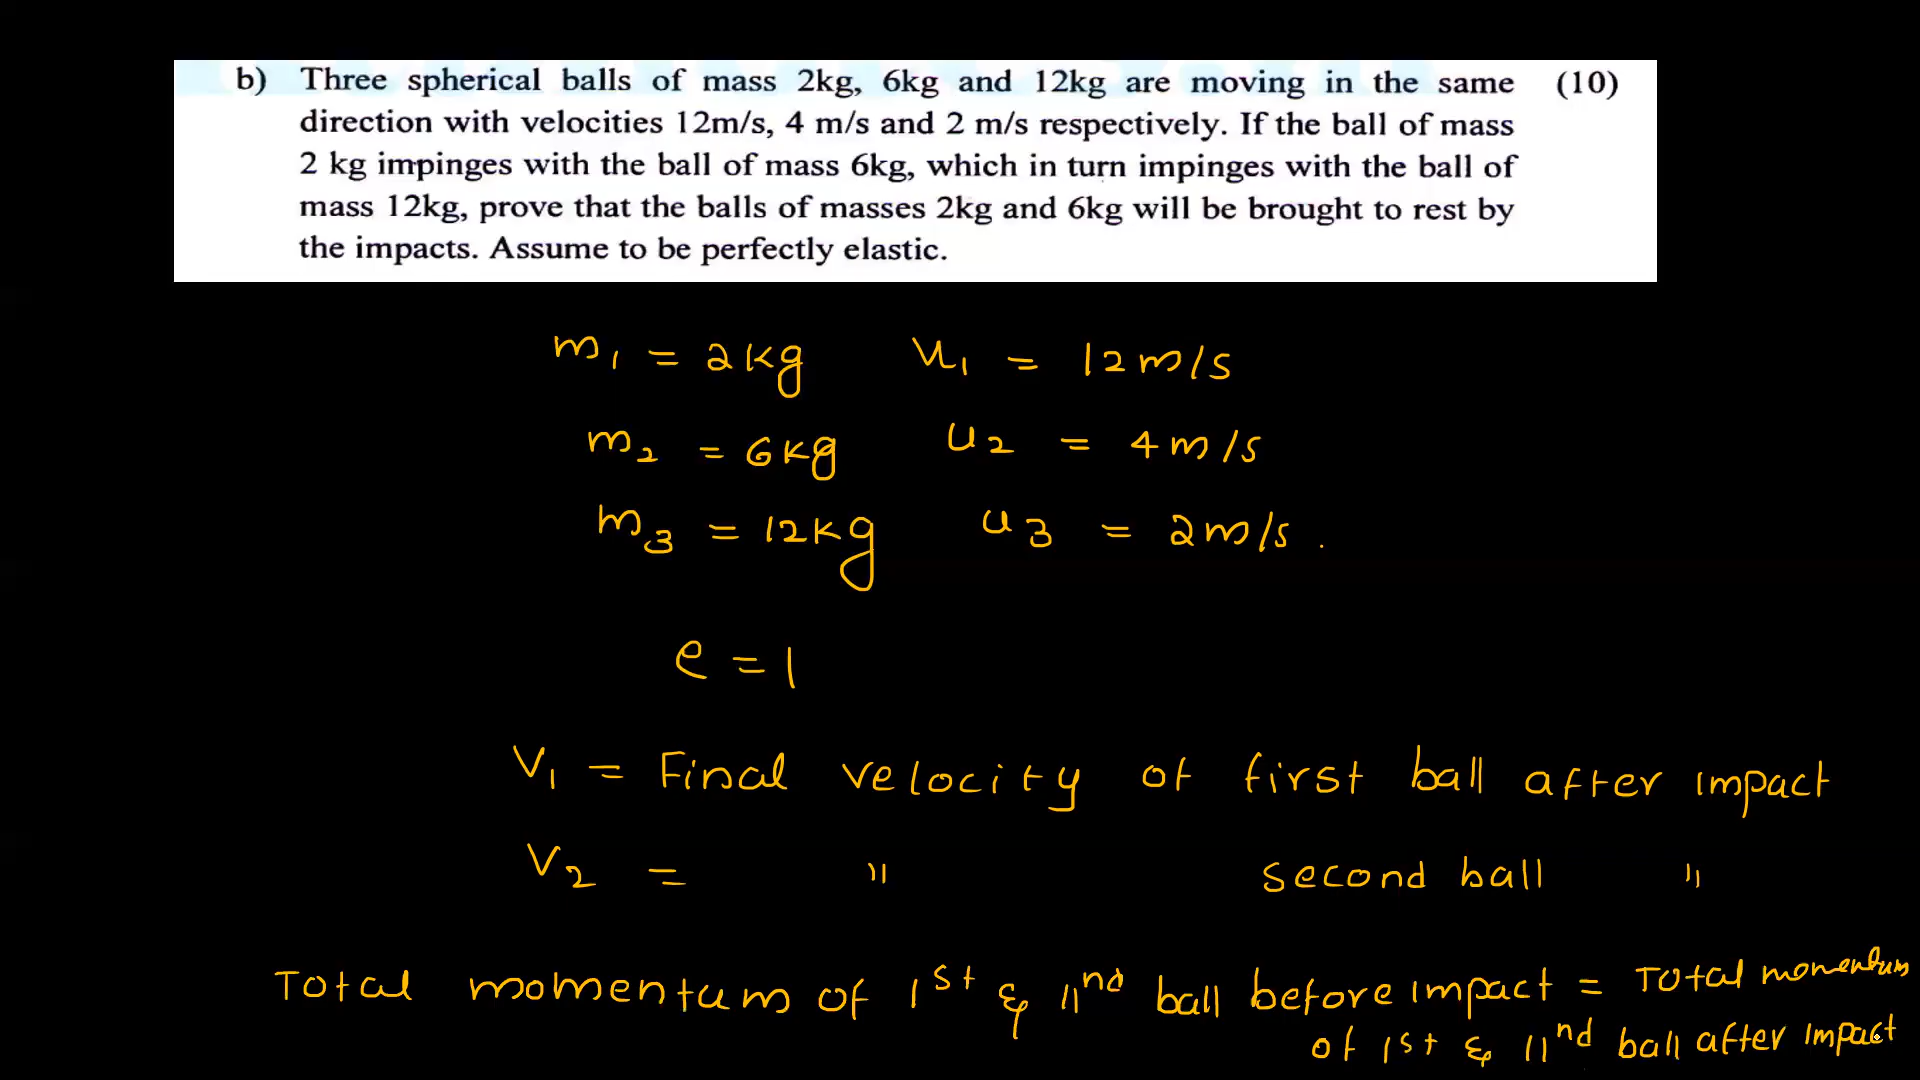 b) Three spherical balls of mass 2kg, 6kg and 12kg are moving in the same (10)
direction with velocities 12m/s, 4 m/s and 2 m/s respectively. If the ball of mass
2 kg impinges with the ball of mass 6kg, which in turn impinges with the ball of
mass 12kg, prove that the balls of masses 2kg and 6kg will be brought to rest by
the impacts. Assume to be perfectly elastic.
m₁ = 2kg u₁ = 12m/s
m₂ = 6kg u₂ = 4m/s
m₃ = 12kg u₃ = 2m/s.
e = 1
V₁ = Final velocity of first ball after impact
V₂ = " second ball "
Total momentum of 1st & 11nd ball before impact = Total momentum
of 1st & 11nd ball after impact